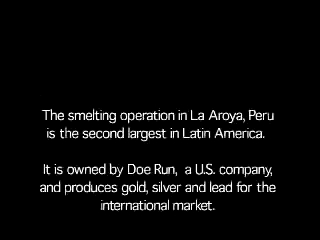 The smelting operation in La Aroya, Peru
is the second largest in Latin America.
It is owned by Doe Run, a U.S. company,
and produces gold, silver and lead for the
international market.